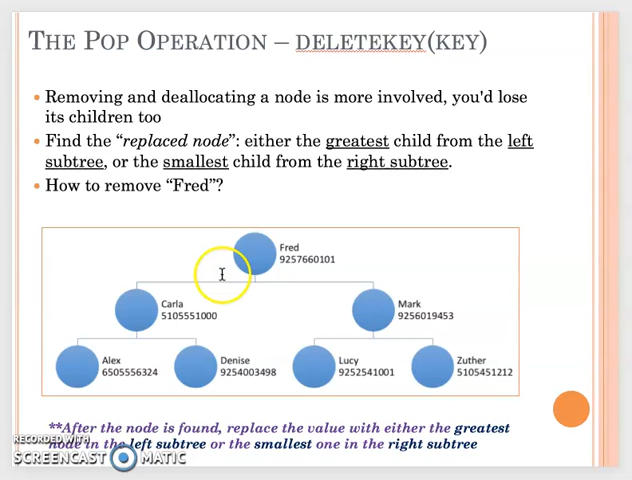 THE POP OPERATION – DELETEKEY(KEY)
• Removing and deallocating a node is more involved, you'd lose
its children too
• Find the “replaced node”: either the greatest child from the left
subtree, or the smallest child from the right subtree.
• How to remove “Fred”?
Fred
9257660101
Carla
5105551000
Mark
9256019453
Alex
6505556324
Denise
9254003498
Lucy
9252541001
Zuther
5105451212
**After the node is found, replace the value with either the greatest
node in the left subtree or the smallest one in the right subtree
RECORDED WITH
SCREENCAST MATIC